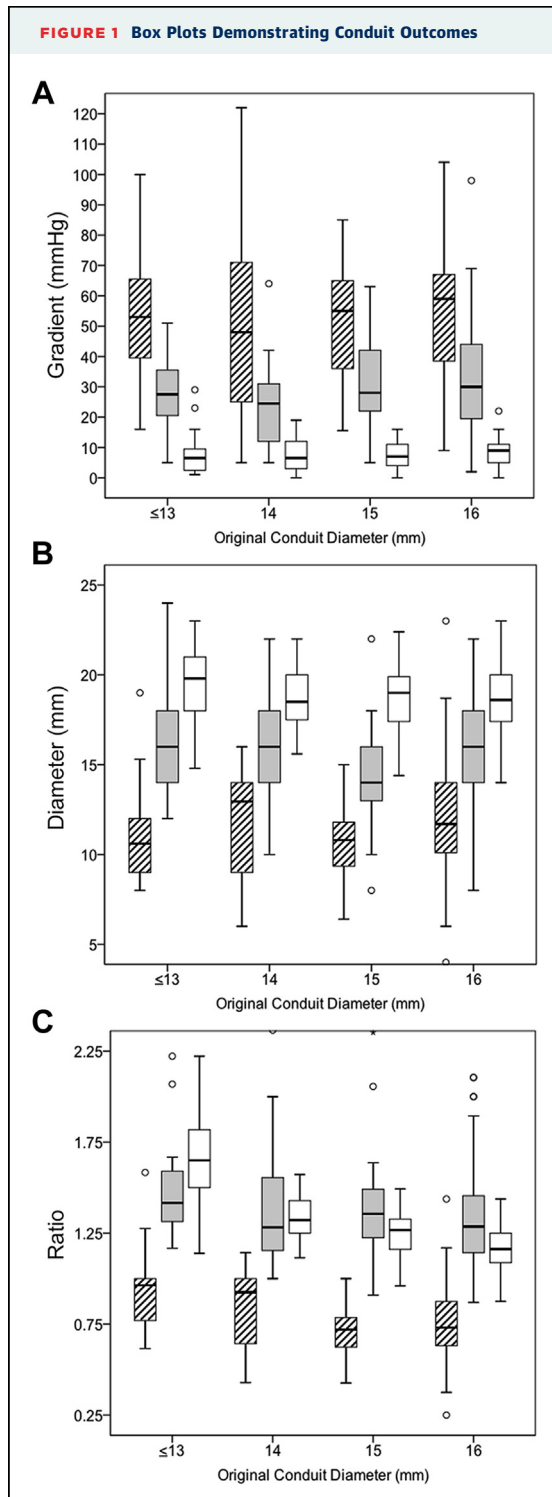 FIGURE 1 Box Plots Demonstrating Conduit Outcomes
A
Gradient (mmHg)
120
110
100
90
80
70
60
50
40
30
20
10
0
≤13 14 15 16
Original Conduit Diameter (mm)
B
Diameter (mm)
25
20
15
10
5
≤13 14 15 16
Original Conduit Diameter (mm)
C
Ratio
2.25
1.75
1.25
0.75
0.25
≤13 14 15 16
Original Conduit Diameter (mm)